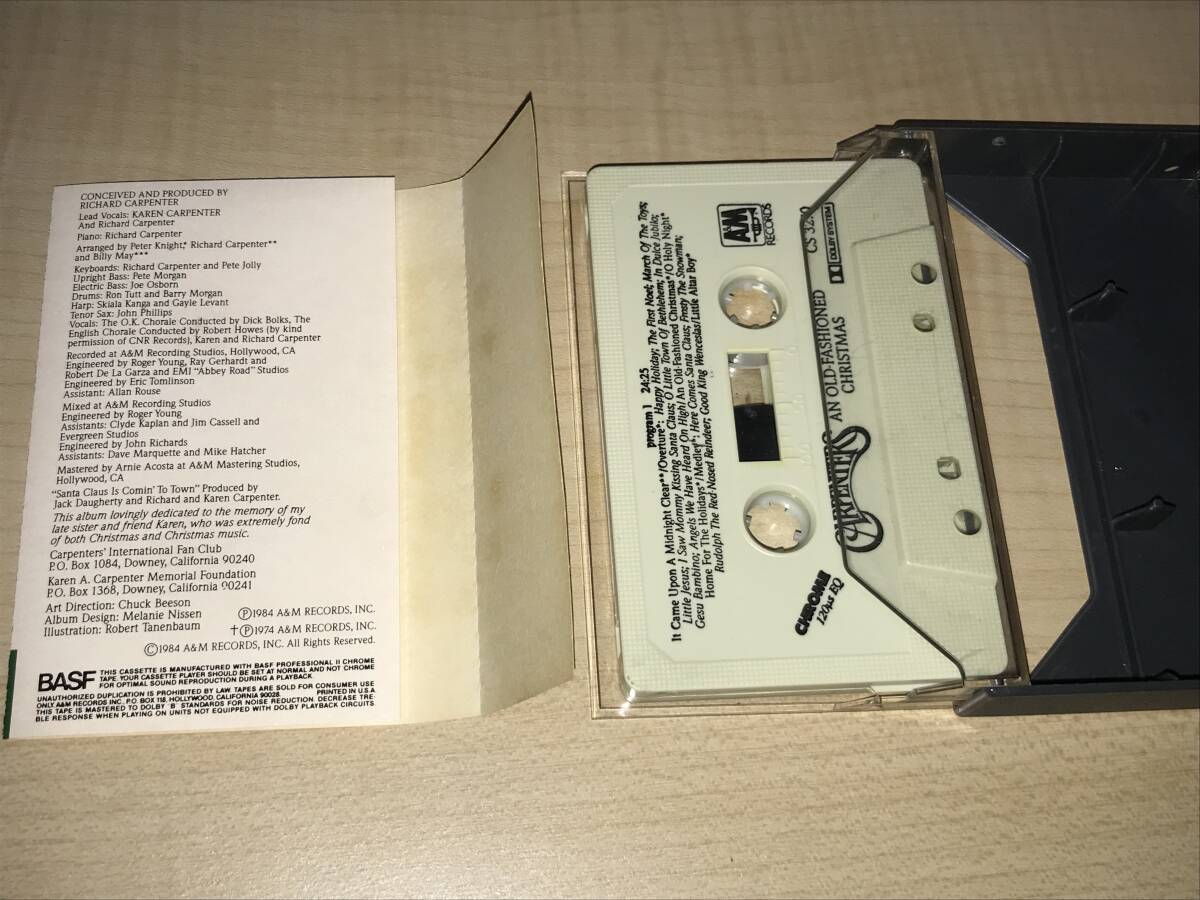 CONCEIVED AND PRODUCED BY
RICHARD CARPENTER
Lead Vocals: KAREN CARPENTER
And Richard Carpenter
Piano: Richard Carpenter
Arranged by Peter Knight,* Richard Carpenter**
and Billy May***
Keyboards: Richard Carpenter and Pete Jolly
Upright Bass: Pete Morgan
Electric Bass: Joe Osborn
Drums: Ron Tutt and Barry Morgan
Harp: Skiala Kanga and Gayle Levant
Tenor Sax: John Phillips
Vocals: The O.K. Chorale Conducted by Dick Bolks, The
English Chorale Conducted by Robert Howes (by kind
permission of CNR Records), Karen and Richard Carpenter
Recorded at A&M Recording Studios, Hollywood, CA
Engineered by Roger Young, Ray Gerhardt and
Robert De La Garza and EMI "Abbey Road" Studios
Engineered by Eric Tomlinson
Assistant: Allan Rouse
Mixed at A&M Recording Studios
Engineered by Roger Young
Assistants: Clyde Kaplan and Jim Cassell and
Evergreen Studios
Engineered by John Richards
Assistants: Dave Marquette and Mike Hatcher
Mastered by Arnie Acosta at A&M Mastering Studios,
Hollywood, CA
"Santa Claus Is Comin' To Town" Produced by
Jack Daugherty and Richard and Karen Carpenter.
This album lovingly dedicated to the memory of my
late sister and friend Karen, who was extremely fond
of both Christmas and Christmas music.
Carpenters' International Fan Club
P.O. Box 1084, Downey, California 90240
Karen A. Carpenter Memorial Foundation
P.O. Box 1368, Downey, California 90241
Art Direction: Chuck Beeson
Album Design: Melanie Nissen
Illustration: Robert Tanenbaum
Ⓟ1984 A&M RECORDS, INC.
†Ⓟ1974 A&M RECORDS, INC.
©1984 A&M RECORDS, INC. All Rights Reserved.
BASF THIS CASSETTE IS MANUFACTURED WITH BASF PROFESSIONAL II CHROME
TAPE. YOUR CASSETTE PLAYER SHOULD BE SET AT NORMAL AND NOT CHROME
FOR OPTIMAL SOUND REPRODUCTION DURING A PLAYBACK
UNAUTHORIZED DUPLICATION IS PROHIBITED BY LAW TAPES ARE SOLD FOR CONSUMER USE
ONLY. A&M RECORDS INC. P.O. BOX 118, HOLLYWOOD, CALIFORNIA 90028. PRINTED IN U.S.A
THIS TAPE IS MASTERED TO DOLBY 'B' STANDARDS FOR NOISE REDUCTION. DECREASE TRE-
BLE RESPONSE WHEN PLAYING ON UNITS NOT EQUIPPED WITH DOLBY PLAYBACK CIRCUITS
program 1 24:25
It Came Upon A Midnight Clear**/Overture*: Happy Holiday; The First Noel; March Of The Toys;
Little Jesus; I Saw Mommy Kissing Santa Claus; O Little Town Of Bethlehem; In Dulce Jubilo;
Gesu Bambino; Angels We Have Heard On High/An Old-Fashioned Christmas*/O Holy Night*
Home For The Holidays*/Medley*: Here Comes Santa Claus; Frosty The Snowman;
Rudolph The Red-Nosed Reindeer; Good King Wenceslas/Little Altar Boy*
A&M
RECORDS
CS 32
DOLBY SYSTEM
CARPENTERS
AN OLD-FASHIONED
CHRISTMAS
CHROME
120µs EQ